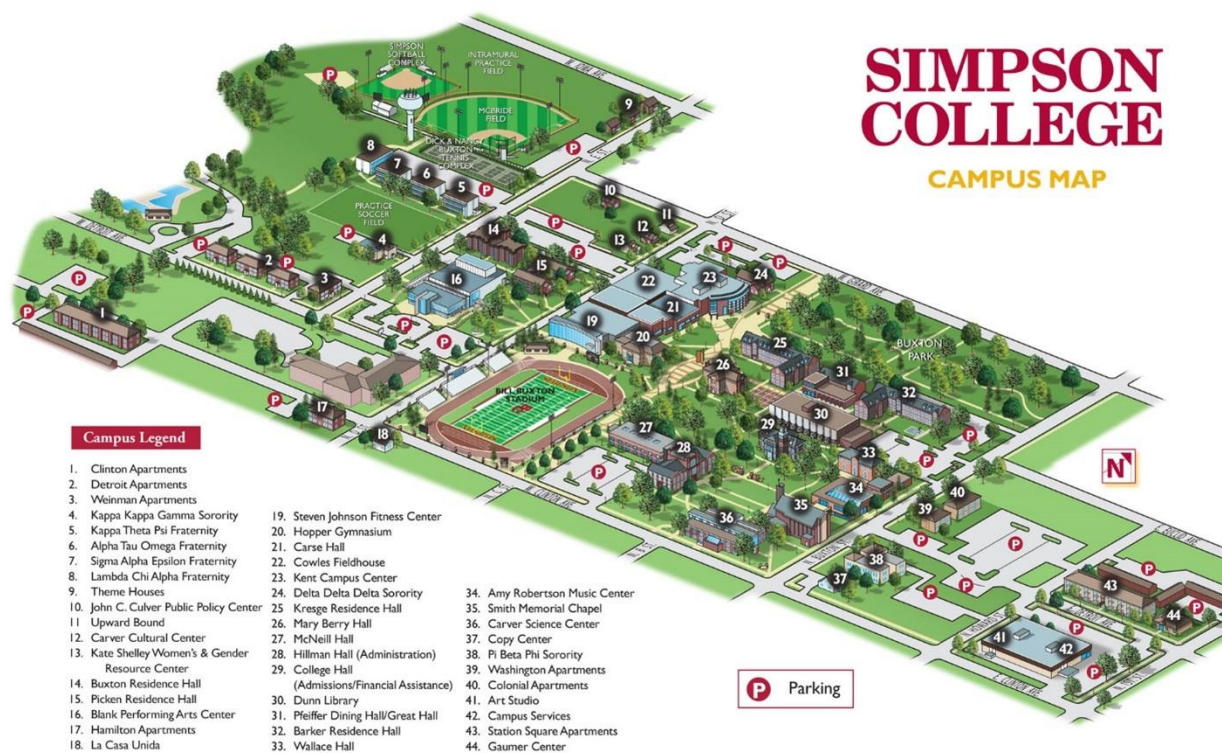 SIMPSON
COLLEGE
CAMPUS MAP
SIMPSON
SOFTBALL
COMPLEX
INTRAMURAL
PRACTICE
FIELD
MCBRIDE
FIELD
DICK & NANCY
BUXTON
TENNIS
COMPLEX
PRACTICE
SOCCER
FIELD
BUXTON
PARK
BILL BUXTON
STADIUM
N
Campus Legend
1. Clinton Apartments
2. Detroit Apartments
3. Weinman Apartments
4. Kappa Kappa Gamma Sorority
5. Kappa Theta Psi Fraternity
6. Alpha Tau Omega Fraternity
7. Sigma Alpha Epsilon Fraternity
8. Lambda Chi Alpha Fraternity
9. Theme Houses
10. John C. Culver Public Policy Center
11 Upward Bound
12. Carver Cultural Center
13. Kate Shelley Women's & Gender
Resource Center
14. Buxton Residence Hall
15. Picken Residence Hall
16. Blank Performing Arts Center
17. Hamilton Apartments
18. La Casa Unida
19. Steven Johnson Fitness Center
20. Hopper Gymnasium
21. Carse Hall
22. Cowles Fieldhouse
23. Kent Campus Center
24. Delta Delta Delta Sorority
25 Kresge Residence Hall
26. Mary Berry Hall
27. McNeill Hall
28. Hillman Hall (Administration)
29. College Hall
(Admissions/Financial Assistance)
30. Dunn Library
31. Pfeiffer Dining Hall/Great Hall
32. Barker Residence Hall
33. Wallace Hall
34. Amy Robertson Music Center
35. Smith Memorial Chapel
36. Carver Science Center
37. Copy Center
38. Pi Beta Phi Sorority
39. Washington Apartments
40. Colonial Apartments
41. Art Studio
42. Campus Services
43. Station Square Apartments
44. Gaumer Center
P Parking